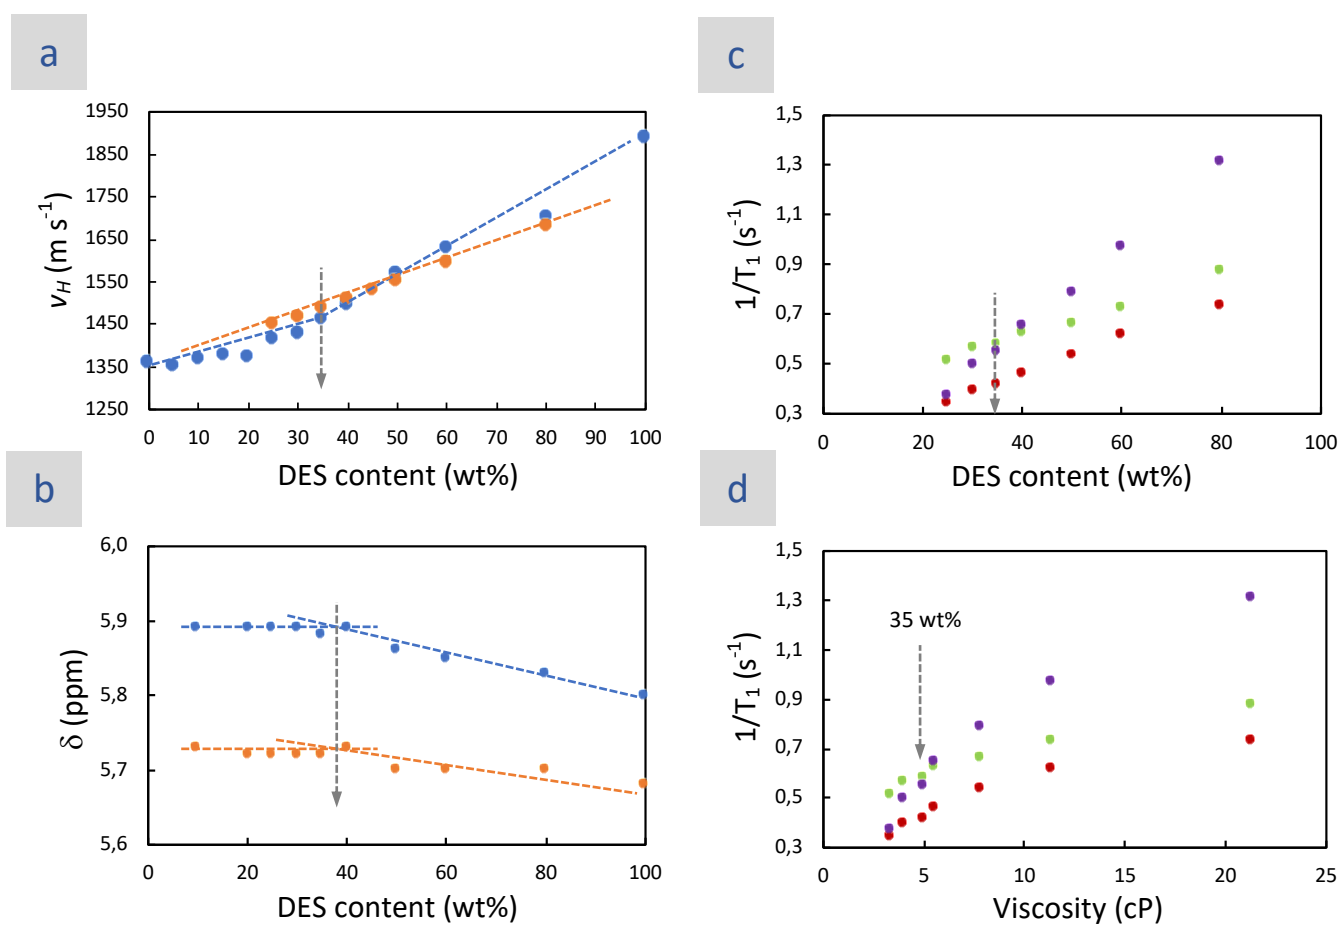 a
1950
1850
1750
1650
1550
1450
1350
1250
v_H (m s⁻¹)
0 10 20 30 40 50 60 70 80 90 100
DES content (wt%)
b
6,0
5,9
5,8
5,7
5,6
δ (ppm)
0 20 40 60 80 100
DES content (wt%)
c
1,5
1,3
1,1
0,9
0,7
0,5
0,3
1/T₁ (s⁻¹)
0 20 40 60 80 100
DES content (wt%)
d
1,5
1,3
1,1
0,9
0,7
0,5
0,3
1/T₁ (s⁻¹)
35 wt%
0 5 10 15 20 25
Viscosity (cP)